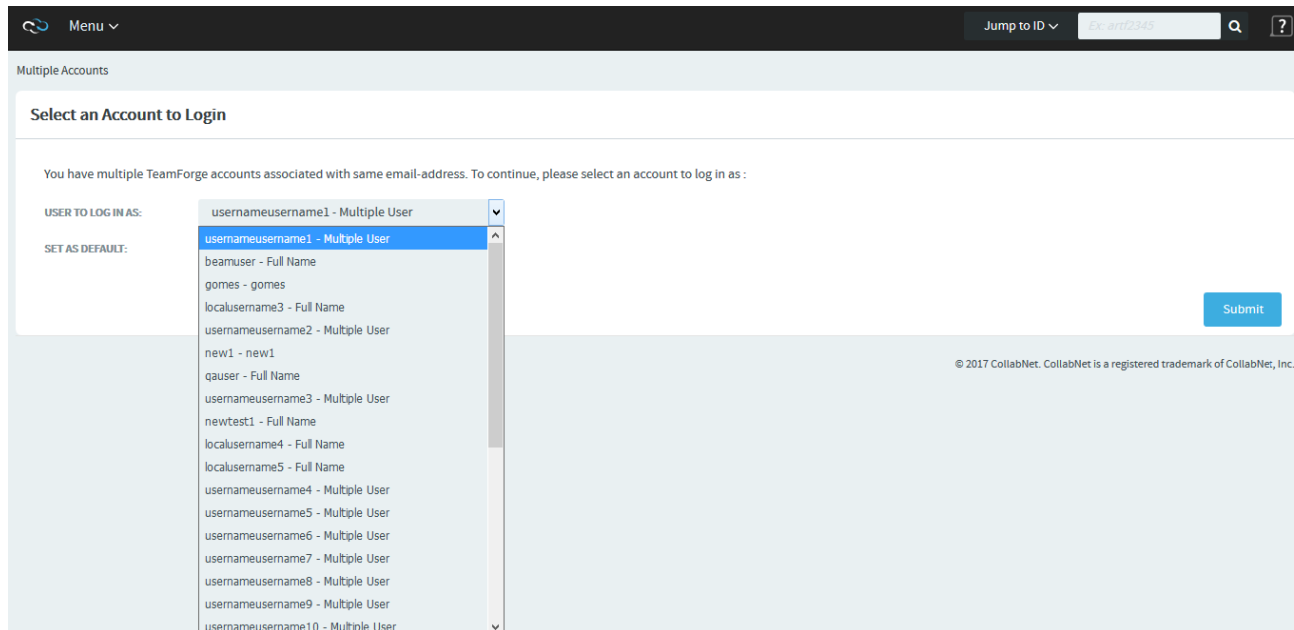 Menu
Jump to ID
Ex: artf2345
?
Multiple Accounts
Select an Account to Login
You have multiple TeamForge accounts associated with same email-address. To continue, please select an account to log in as :
USER TO LOG IN AS:
usernameusername1 - Multiple User
SET AS DEFAULT:
usernameusername1 - Multiple User
beamuser - Full Name
gomes - gomes
localusername3 - Full Name
usernameusername2 - Multiple User
new1 - new1
qauser - Full Name
usernameusername3 - Multiple User
newtest1 - Full Name
localusername4 - Full Name
localusername5 - Full Name
usernameusername4 - Multiple User
usernameusername5 - Multiple User
usernameusername6 - Multiple User
usernameusername7 - Multiple User
usernameusername8 - Multiple User
usernameusername9 - Multiple User
usernameusername10 - Multiple User
Submit
© 2017 CollabNet. CollabNet is a registered trademark of CollabNet, Inc.